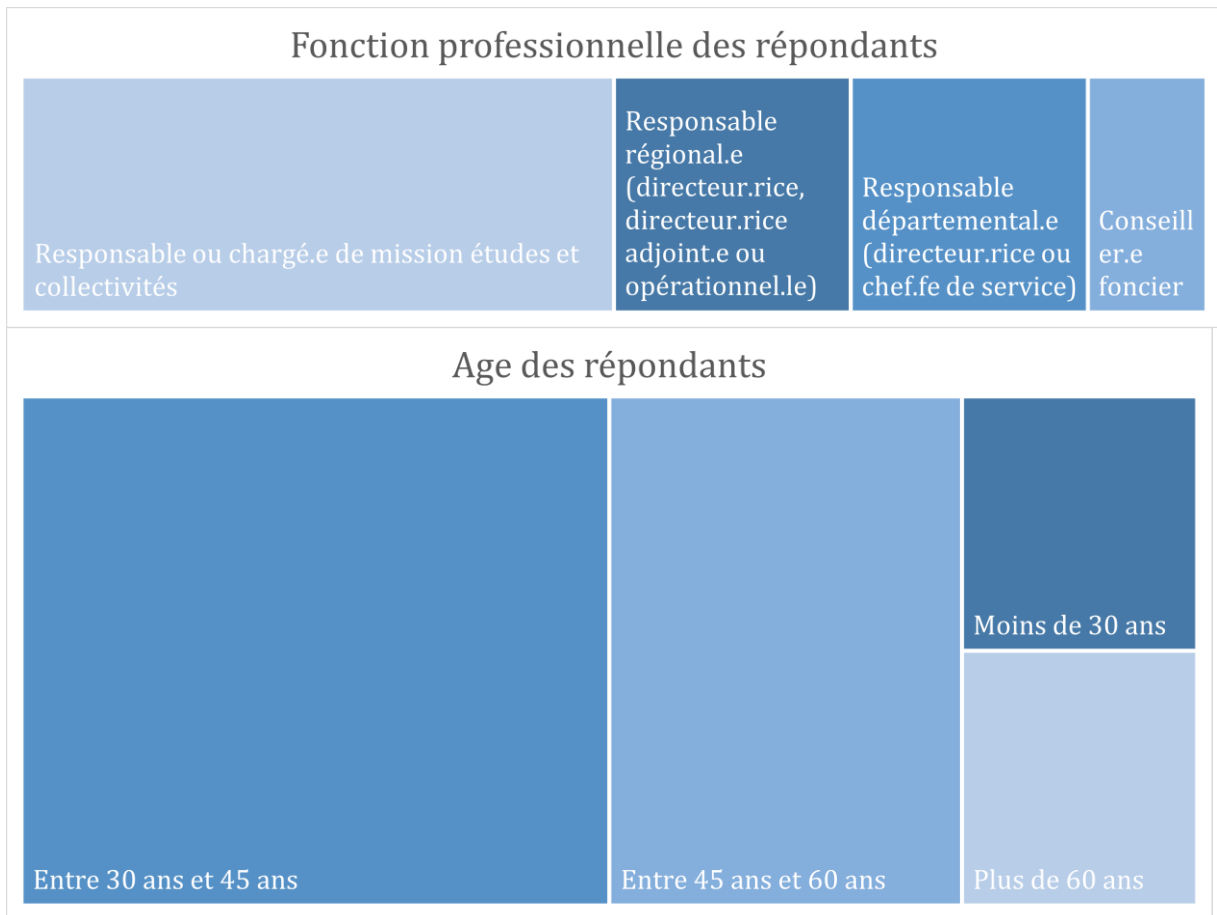 Fonction professionnelle des répondants
Responsable ou chargé.e de mission études et
collectivités
Responsable
régional.e
(directeur.rice,
directeur.rice
adjoint.e ou
opérationnel.le)
Responsable
départemental.e
(directeur.rice ou
chef.fe de service)
Conseill
er.e
foncier
Age des répondants
Entre 30 ans et 45 ans
Entre 45 ans et 60 ans
Moins de 30 ans
Plus de 60 ans